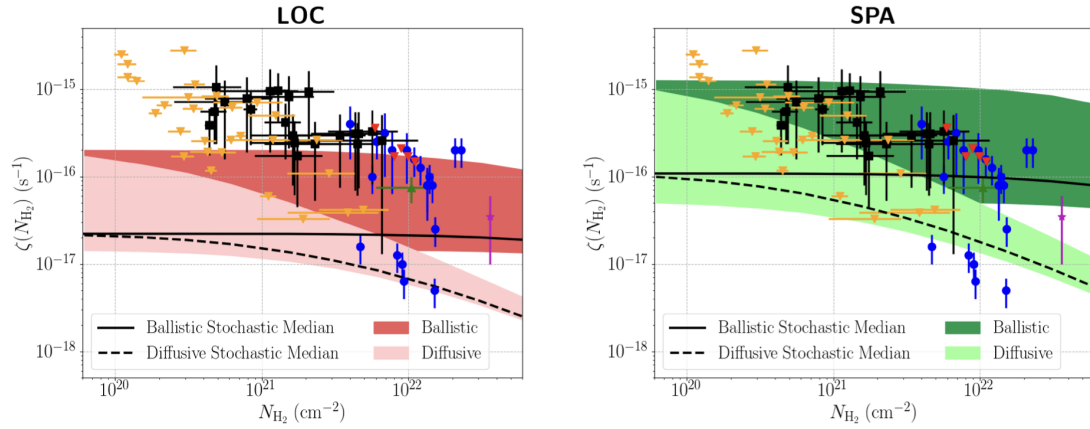 LOC
10⁻¹⁵
10⁻¹⁶
10⁻¹⁷
10⁻¹⁸
ζ(N_H₂) (s⁻¹)
Ballistic Stochastic Median
Diffusive Stochastic Median
Ballistic
Diffusive
10²⁰
10²¹
10²²
N_H₂ (cm⁻²)
SPA
10⁻¹⁵
10⁻¹⁶
10⁻¹⁷
10⁻¹⁸
ζ(N_H₂) (s⁻¹)
Ballistic Stochastic Median
Diffusive Stochastic Median
Ballistic
Diffusive
10²⁰
10²¹
10²²
N_H₂ (cm⁻²)